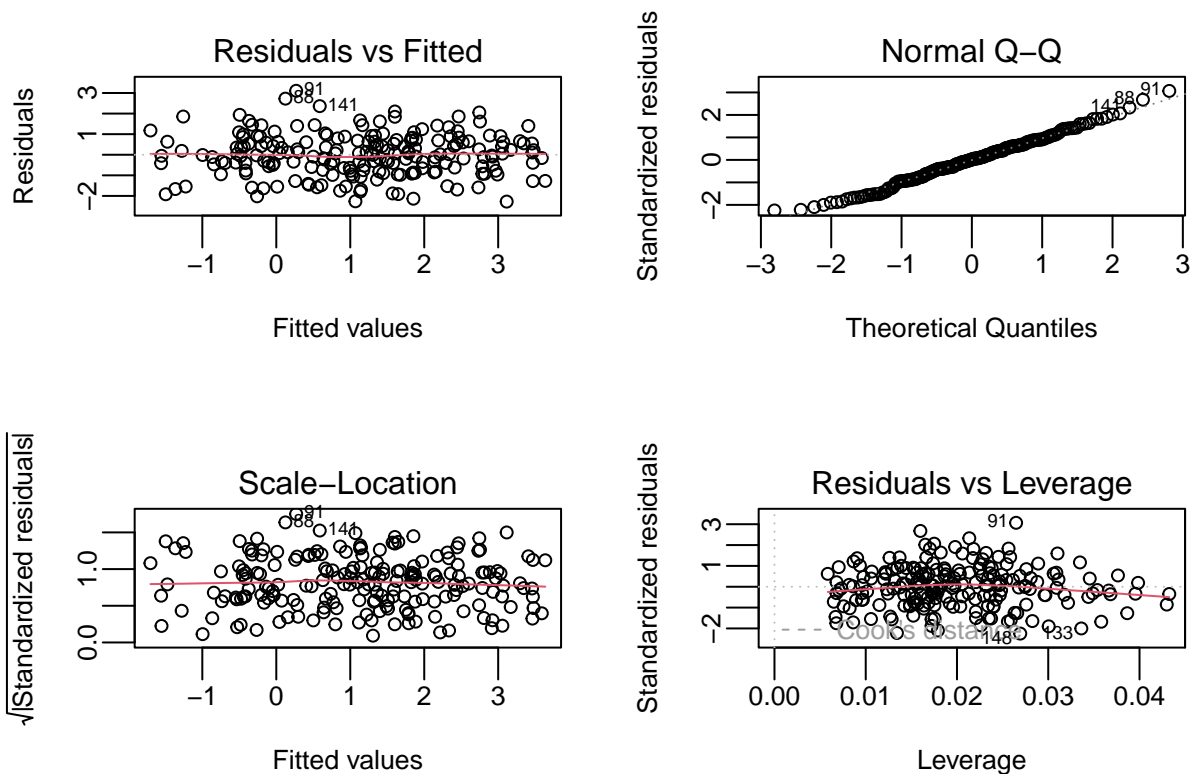 Residuals vs Fitted
Residuals
3
1
−2
91
88
141
−1 0 1 2 3
Fitted values
Normal Q−Q
Standardized residuals
2
0
−2
141
88
91
−3 −2 −1 0 1 2 3
Theoretical Quantiles
Scale−Location
√|Standardized residuals|
1.0
0.0
91
88
141
−1 0 1 2 3
Fitted values
Residuals vs Leverage
Standardized residuals
3
1
−2
91
Cook's distance
148
133
0.00 0.01 0.02 0.03 0.04
Leverage